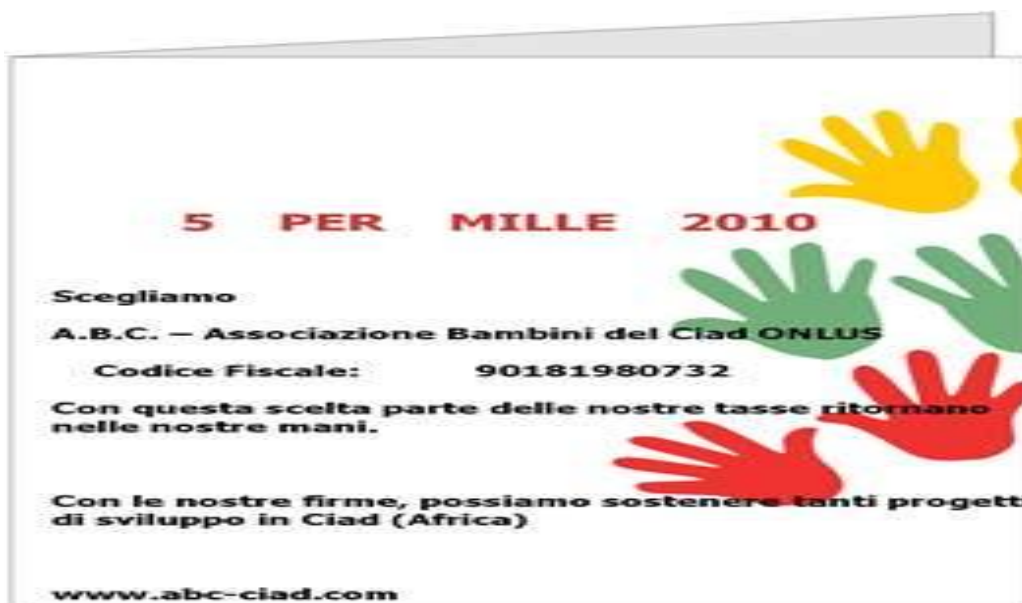 5 PER MILLE 2010
Scegliamo
A.B.C. – Associazione Bambini del Ciad ONLUS
Codice Fiscale: 90181980732
Con questa scelta parte delle nostre tasse ritornano
nelle nostre mani.
Con le nostre firme, possiamo sostenere tanti progett
di sviluppo in Ciad (Africa)
www.abc-ciad.com